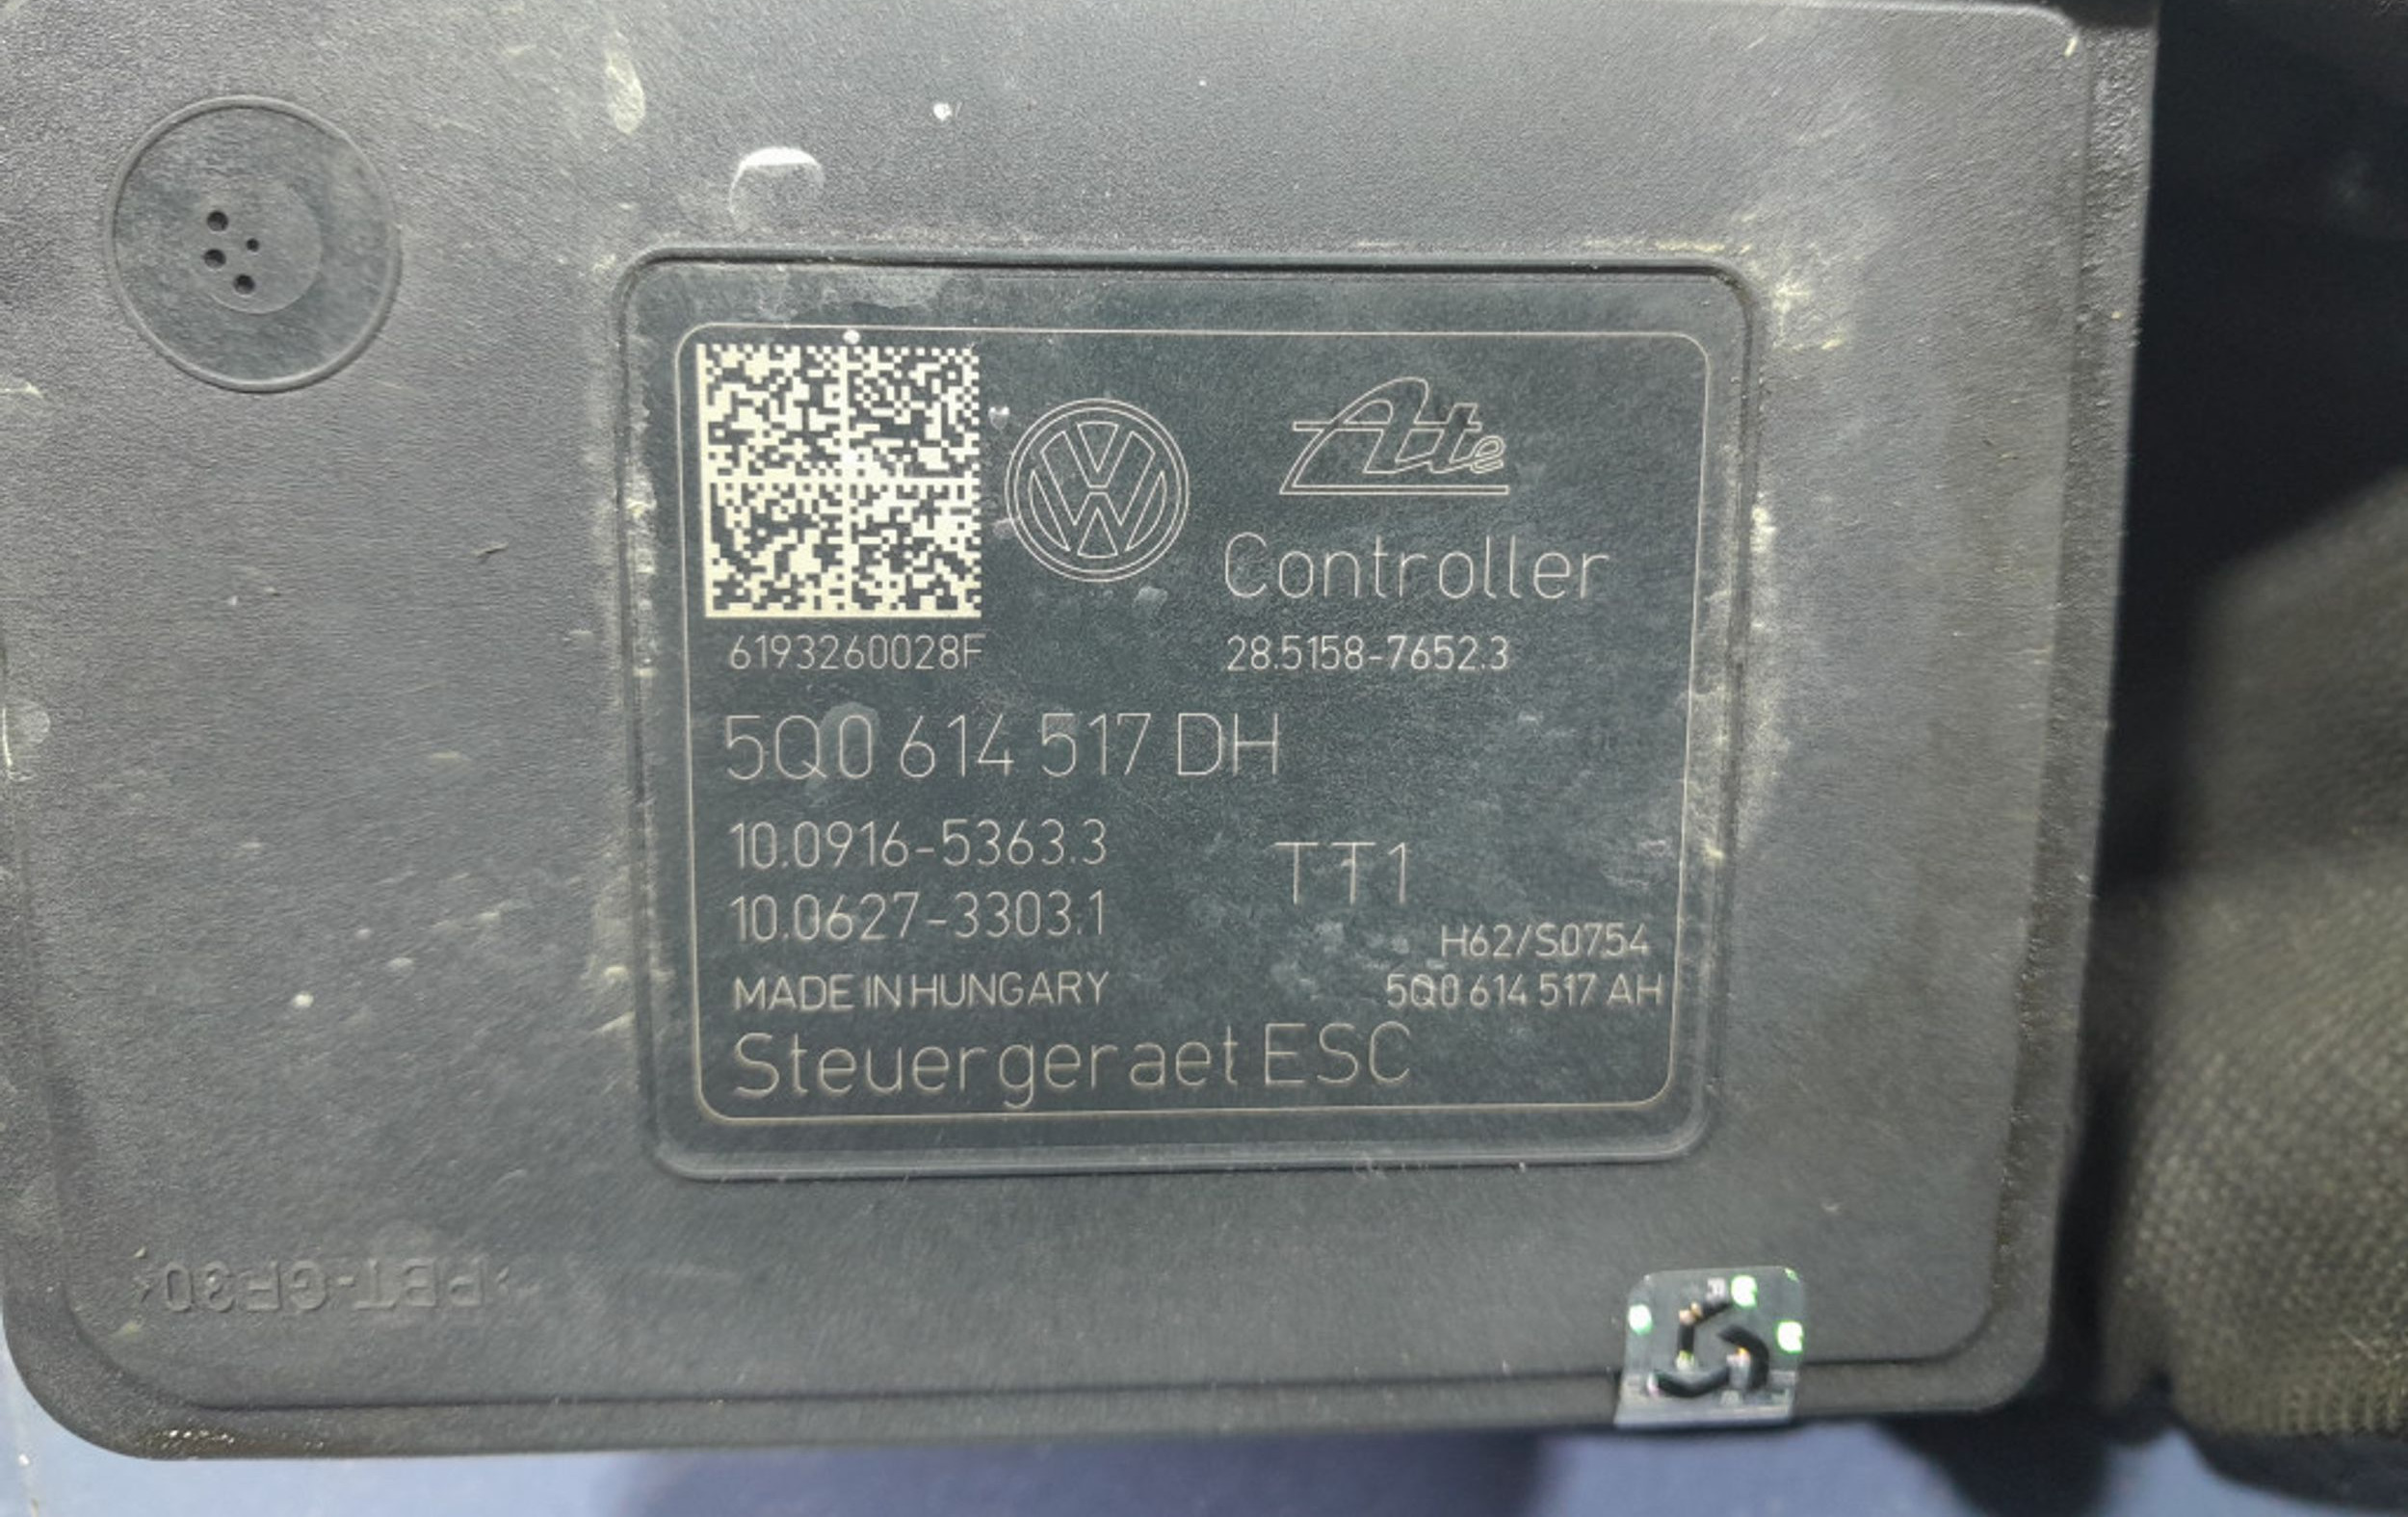 Ate
Controller
6193260028F
28.5158-7652.3
5Q0 614 517 DH
10.0916-5363.3
TT1
10.0627-3303.1
H62/S0754
MADE IN HUNGARY
5Q0 614 517 AH
Steuergeraet ESC
>PBT-GF30<